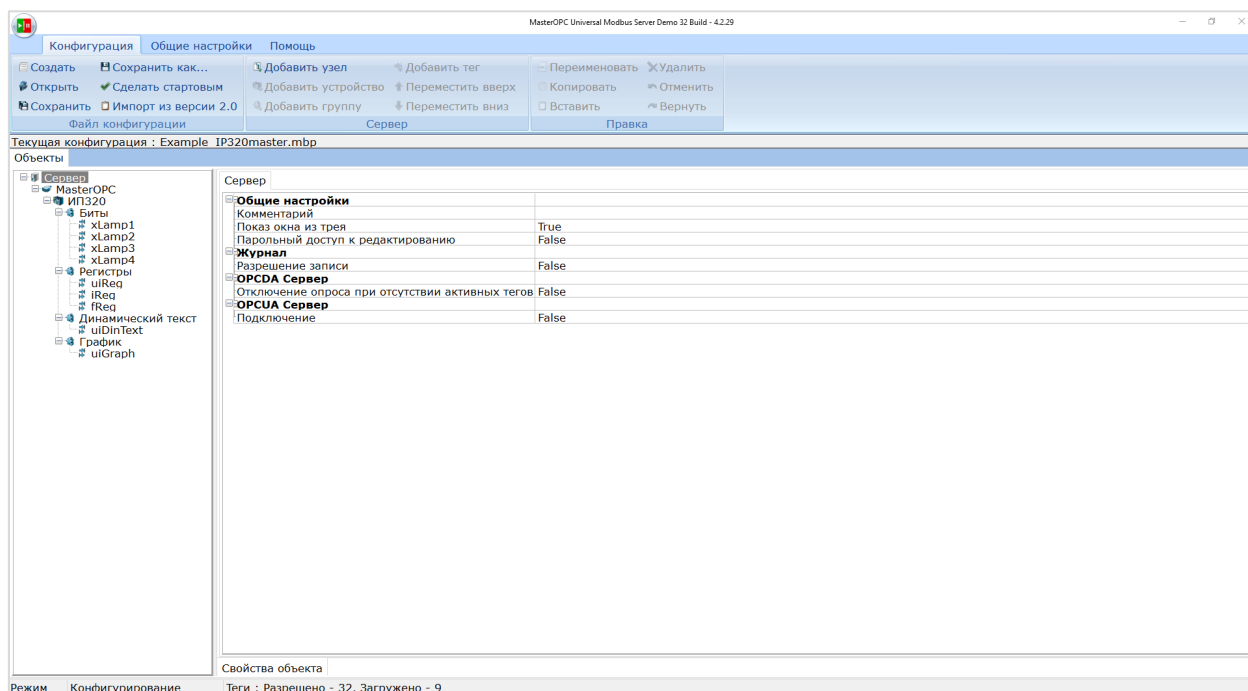 MasterOPC Universal Modbus Server Demo 32 Build - 4.2.29
Конфигурация Общие настройки Помощь
Создать Сохранить как... Добавить узел Добавить тег Переименовать Удалить
Открыть Сделать стартовым Добавить устройство Переместить вверх Копировать Отменить
Сохранить Импорт из версии 2.0 Добавить группу Переместить вниз Вставить Вернуть
Файл конфигурации Сервер Правка
Текущая конфигурация : Example_IP320master.mbp
Объекты
Сервер
MasterOPC
ИП320
Биты
xLamp1
xLamp2
xLamp3
xLamp4
Регистры
uiReg
iReg
fReg
Динамический текст
uiDinText
График
uiGraph
Сервер
Общие настройки
Комментарий
Показ окна из трея True
Парольный доступ к редактированию False
Журнал
Разрешение записи False
OPCDA Сервер
Отключение опроса при отсутствии активных тегов False
OPCUA Сервер
Подключение False
Свойства объекта
Режим Конфигурирование Теги : Разрешено - 32, Загружено - 9